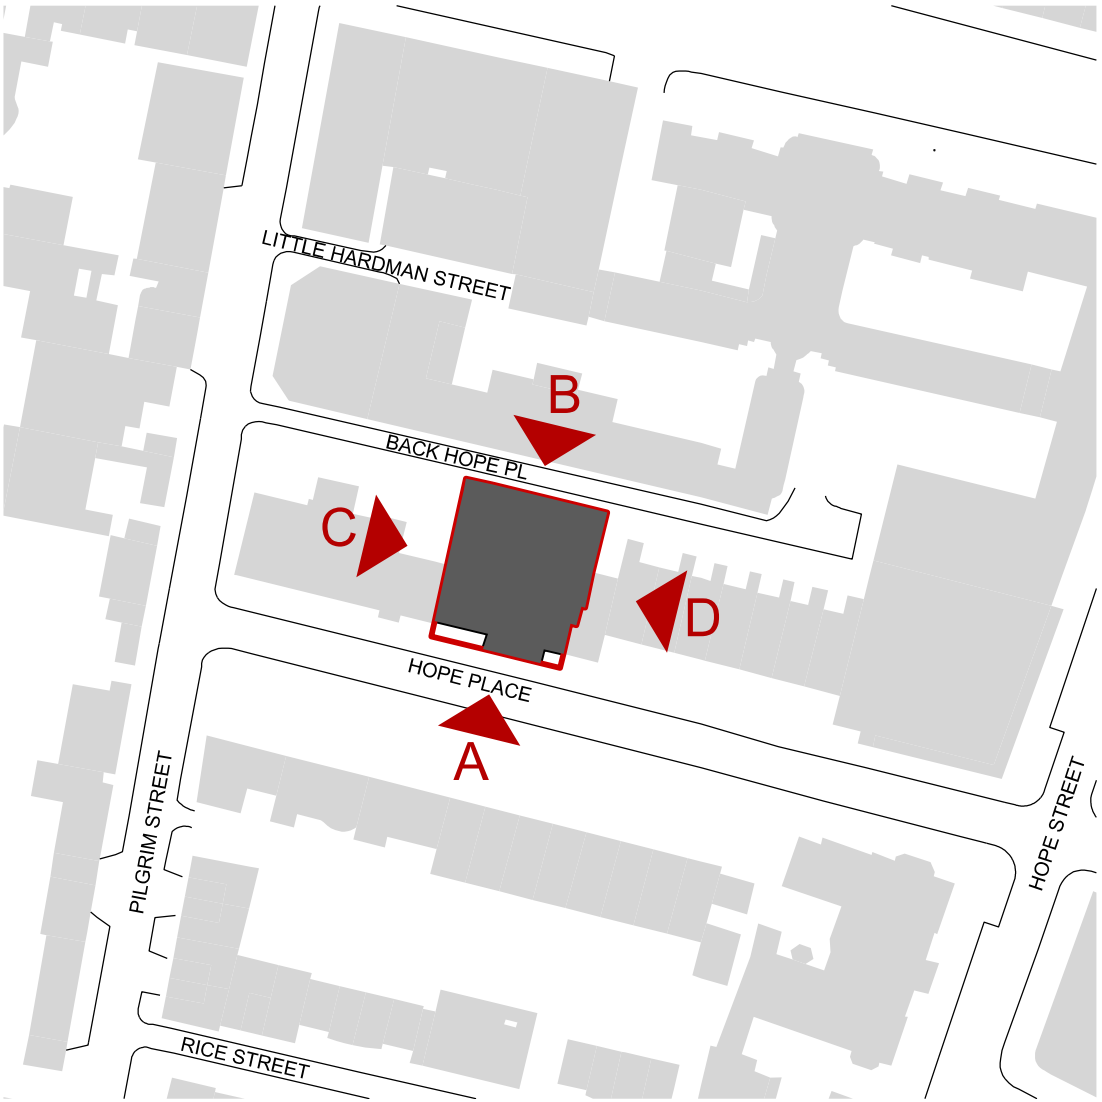 LITTLE HARDMAN STREET
B
BACK HOPE PL
C
D
HOPE PLACE
A
PILGRIM STREET
HOPE STREET
RICE STREET